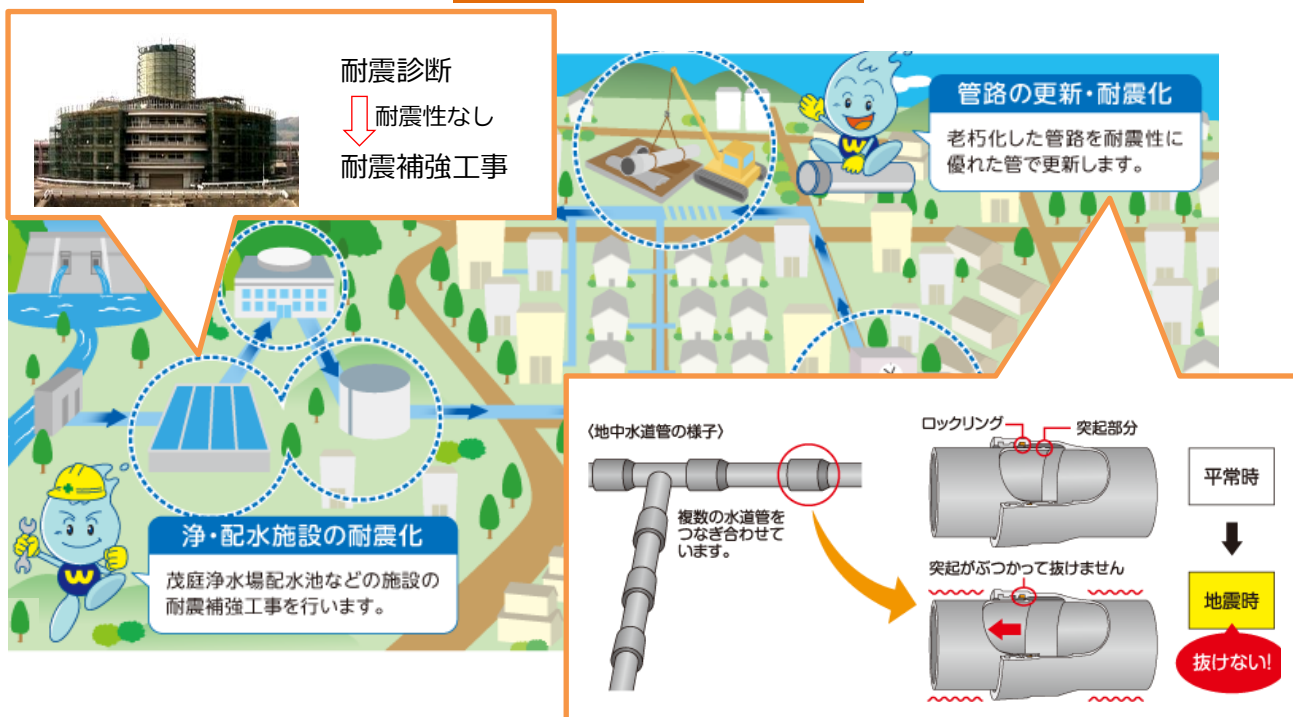 耐震診断
耐震性なし
耐震補強工事
管路の更新・耐震化
老朽化した管路を耐震性に
優れた管で更新します。
W
浄・配水施設の耐震化
茂庭浄水場配水池などの施設の
耐震補強工事を行います。
W
〈地中水道管の様子〉
複数の水道管を
つなぎ合わせて
います。
ロックリング
突起部分
平常時
突起がぶつかって抜けません
地震時
抜けない!